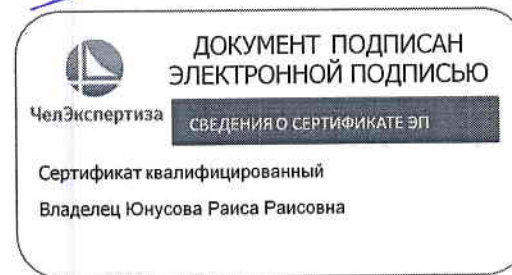 ДОКУМЕНТ ПОДПИСАН
ЭЛЕКТРОННОЙ ПОДПИСЬЮ
ЧелЭкспертиза
СВЕДЕНИЯ О СЕРТИФИКАТЕ ЭП
Сертификат квалифицированный
Владелец Юнусова Раиса Раисовна